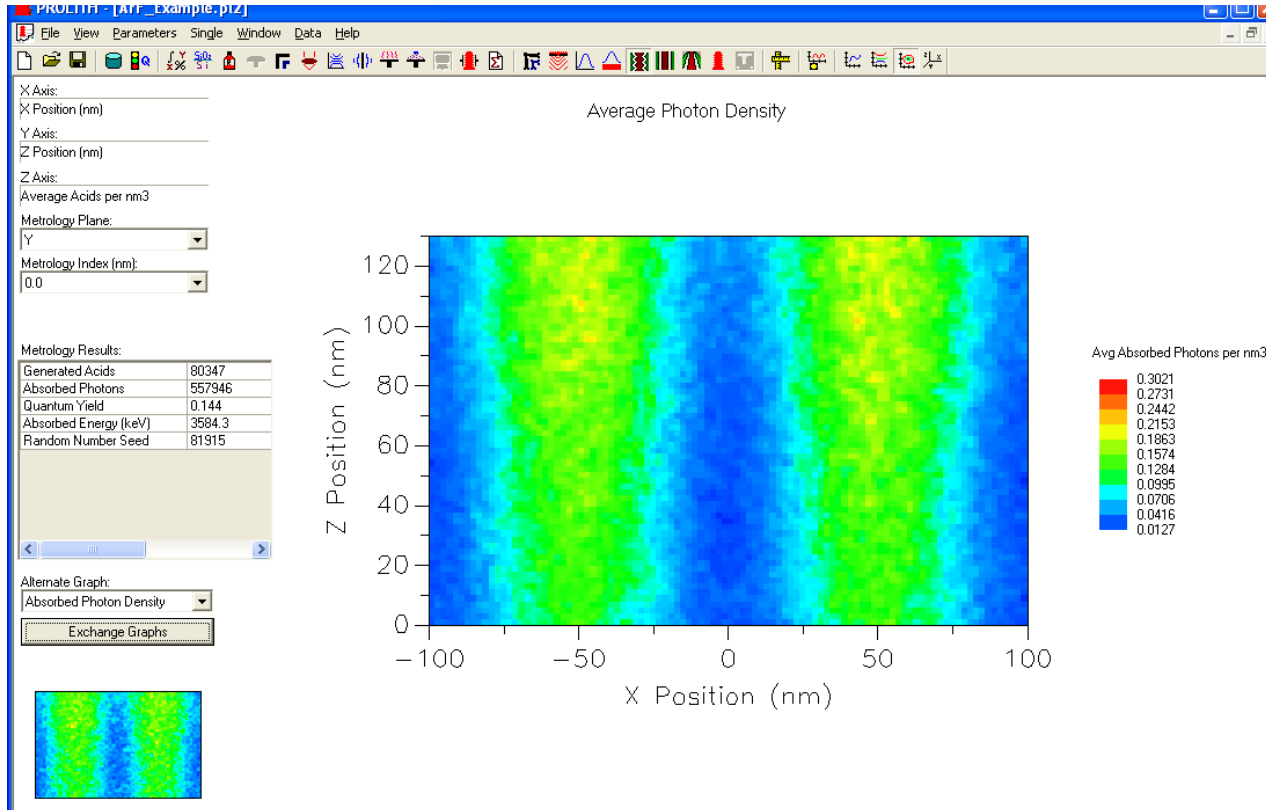 PROLITH - [ArF_Example.pl2]
File View Parameters Single Window Data Help
X Axis:
X Position (nm)
Y Axis:
Z Position (nm)
Z Axis:
Average Acids per nm3
Metrology Plane:
Y
Metrology Index (nm):
0.0
Metrology Results:
Generated Acids 80347
Absorbed Photons 557946
Quantum Yield 0.144
Absorbed Energy (keV) 3584.3
Random Number Seed 81915
Alternate Graph:
Absorbed Photon Density
Exchange Graphs
Average Photon Density
Z Position (nm)
120
100
80
60
40
20
0
−100 −50 0 50 100
X Position (nm)
Avg Absorbed Photons per nm3
0.3021
0.2731
0.2442
0.2153
0.1863
0.1574
0.1284
0.0995
0.0706
0.0416
0.0127